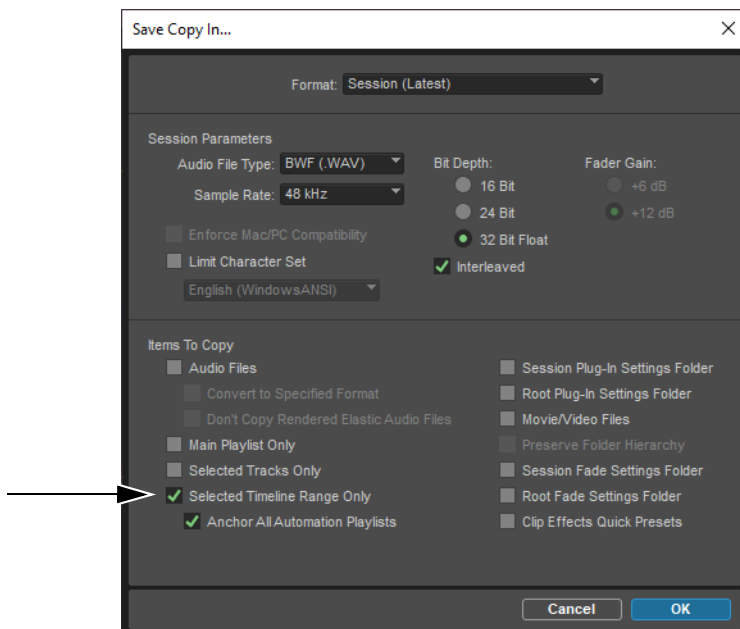 Save Copy In...
Format: Session (Latest)
Session Parameters
Audio File Type: BWF (.WAV)
Sample Rate: 48 kHz
Enforce Mac/PC Compatibility
Limit Character Set
English (WindowsANSI)
Bit Depth:
16 Bit
24 Bit
32 Bit Float
Interleaved
Fader Gain:
+6 dB
+12 dB
Items To Copy
Audio Files
Convert to Specified Format
Don't Copy Rendered Elastic Audio Files
Main Playlist Only
Selected Tracks Only
Selected Timeline Range Only
Anchor All Automation Playlists
Session Plug-In Settings Folder
Root Plug-In Settings Folder
Movie/Video Files
Preserve Folder Hierarchy
Session Fade Settings Folder
Root Fade Settings Folder
Clip Effects Quick Presets
Cancel
OK